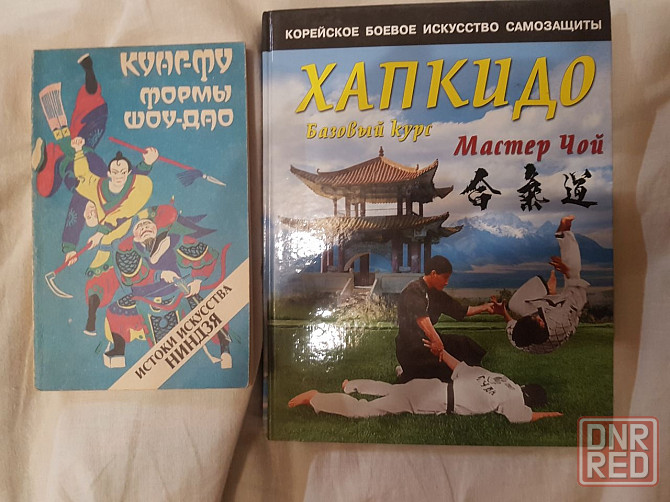 КУНГ-ФУ
ФОРМЫ
ШОУ-ДАО
ИСТОКИ ИСКУССТВА
НИНДЗЯ
КОРЕЙСКОЕ БОЕВОЕ ИСКУССТВО САМОЗАЩИТЫ
ХАПКИДО
Базовый курс
Мастер Чой
合氣道
DNR
RED